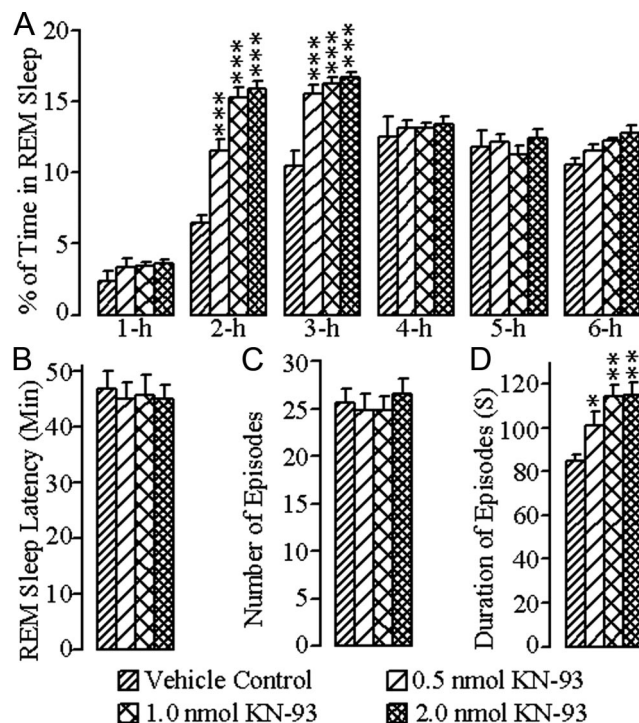 A
% of Time in REM Sleep
20
15
10
5
0
*** *** ***
*** *** ***
1-h 2-h 3-h 4-h 5-h 6-h
B
REM Sleep Latency (Min)
50
40
30
20
10
0
C
Number of Episodes
30
25
20
15
10
5
0
D
Duration of Episodes (S)
120
100
80
60
40
20
0
* ** **
Vehicle Control 0.5 nmol KN-93
1.0 nmol KN-93 2.0 nmol KN-93